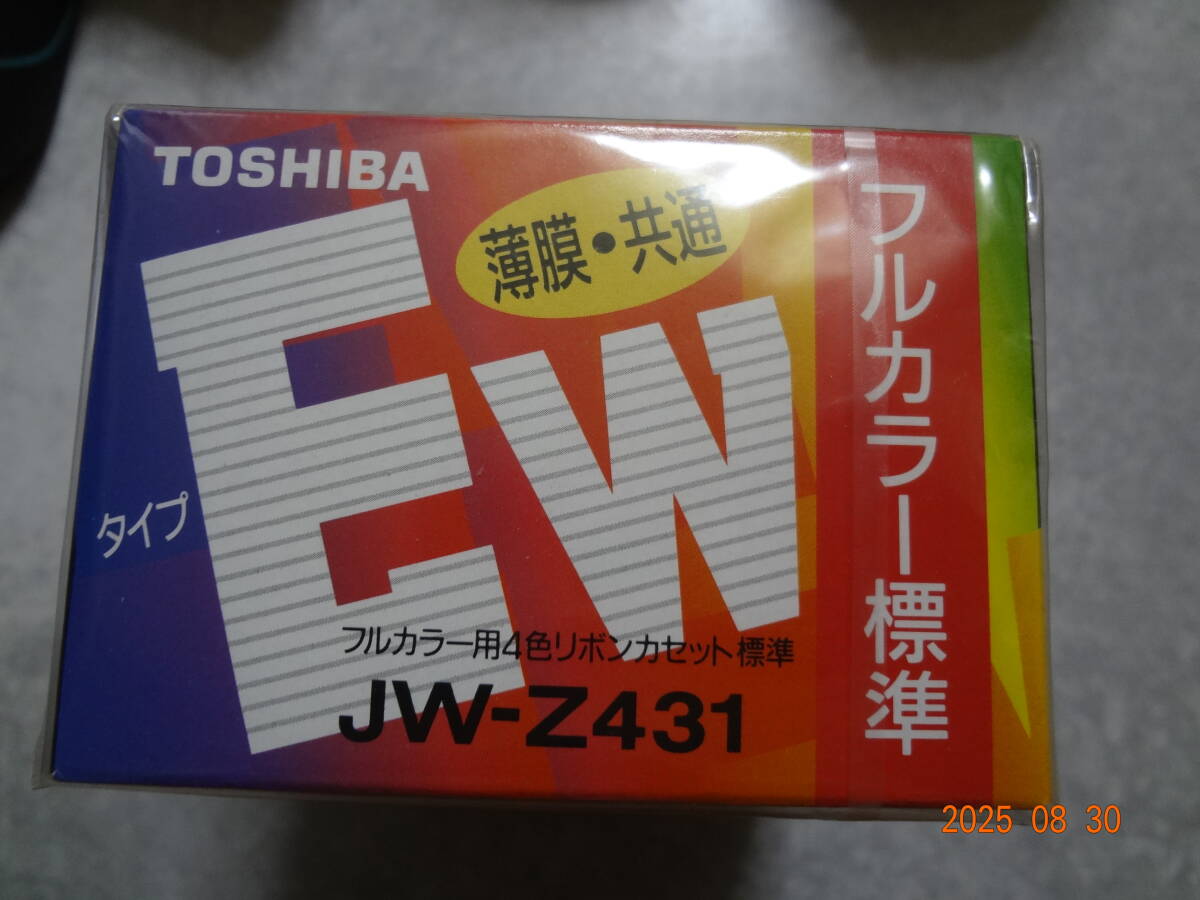 TOSHIBA
薄膜・共通
タイプ
EW
フルカラー用4色リボンカセット標準
JW-Z431
フルカラー標準
2025 08 30